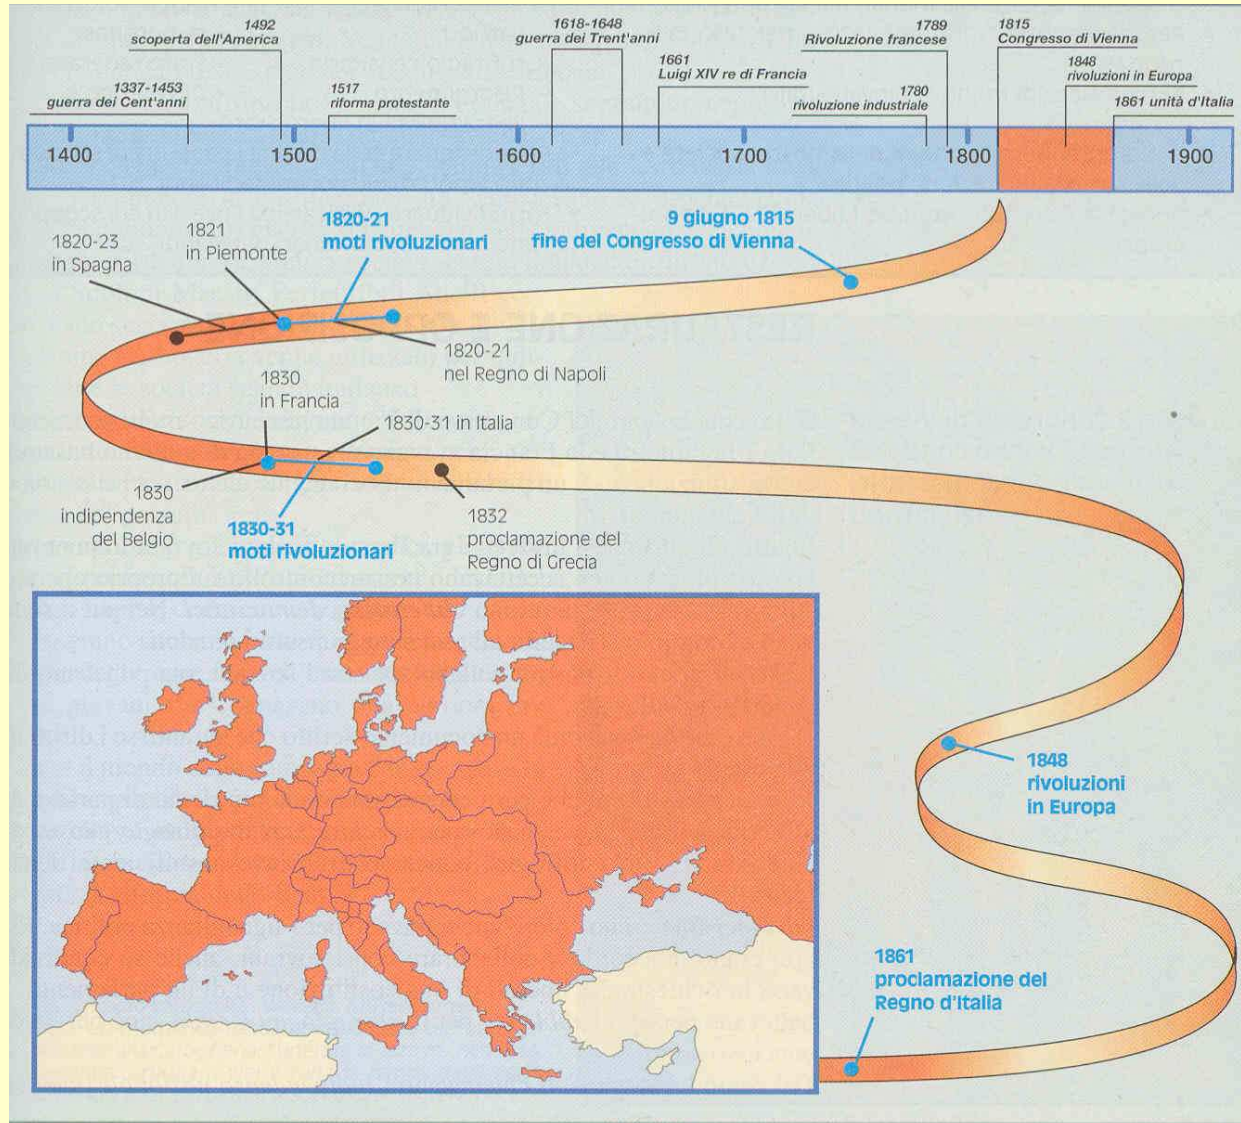 1492
scoperta dell'America
1618-1648
guerra dei Trent'anni
1789
Rivoluzione francese
1815
Congresso di Vienna
1337-1453
guerra dei Cent'anni
1517
riforma protestante
1661
Luigi XIV re di Francia
1780
rivoluzione industriale
1848
rivoluzioni in Europa
1861 unità d'Italia
1400
1500
1600
1700
1800
1900
1820-23
in Spagna
1821
in Piemonte
1820-21
moti rivoluzionari
9 giugno 1815
fine del Congresso di Vienna
1820-21
nel Regno di Napoli
1830
in Francia
1830-31 in Italia
1830
indipendenza
del Belgio
1830-31
moti rivoluzionari
1832
proclamazione del
Regno di Grecia
1848
rivoluzioni
in Europa
1861
proclamazione del
Regno d'Italia